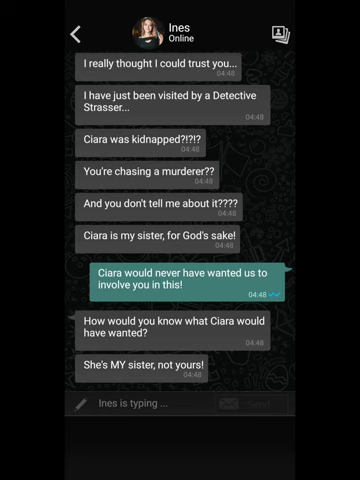 Ines
Online
I really thought I could trust you...
04:48
I have just been visited by a Detective
Strasser...
04:48
Ciara was kidnapped?!?!?
04:48
You're chasing a murderer??
04:48
And you don't tell me about it????
04:48
Ciara is my sister, for God's sake!
04:48
Ciara would never have wanted us to
involve you in this!
04:48
How would you know what Ciara would
have wanted?
04:48
She's MY sister, not yours!
04:48
Ines is typing ...
Send